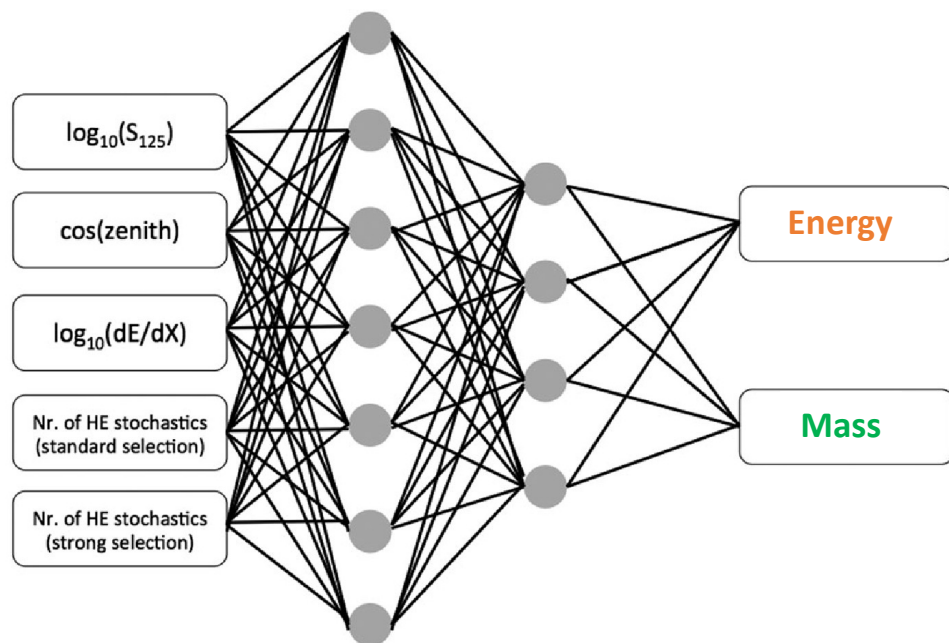 log₁₀(S₁₂₅)
cos(zenith)
log₁₀(dE/dX)
Nr. of HE stochastics
(standard selection)
Nr. of HE stochastics
(strong selection)
Energy
Mass